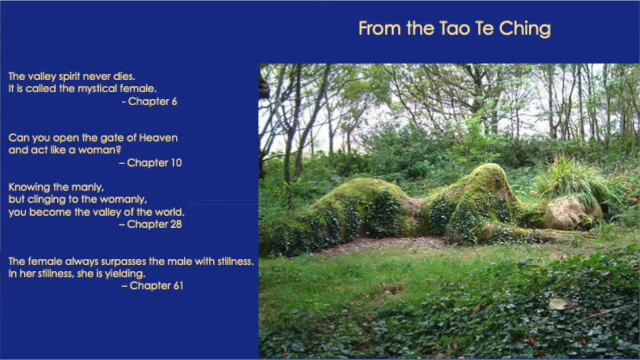 From the Tao Te Ching
The valley spirit never dies.
It is called the mystical female.
- Chapter 6
Can you open the gate of Heaven
and act like a woman?
– Chapter 10
Knowing the manly,
but clinging to the womanly,
you become the valley of the world.
– Chapter 28
The female always surpasses the male with stillness.
In her stillness, she is yielding.
– Chapter 61